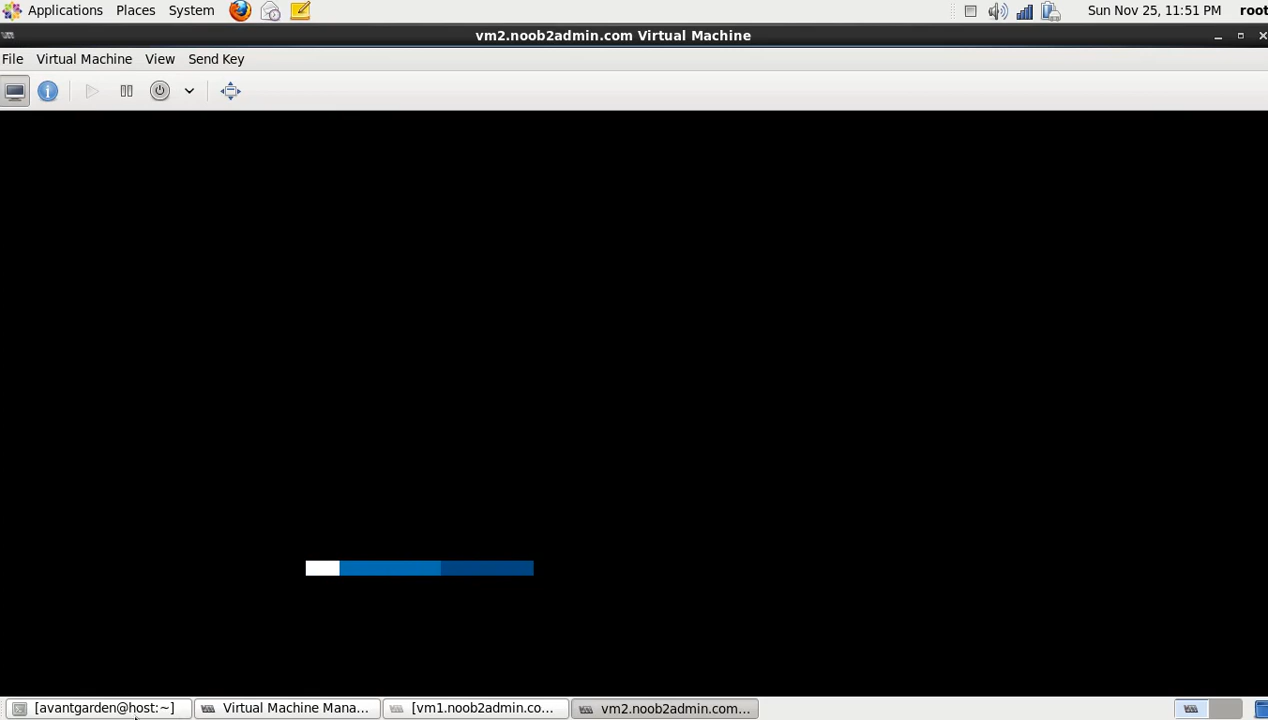 Applications Places System Sun Nov 25, 11:51 PM root
vm2.noob2admin.com Virtual Machine
File Virtual Machine View Send Key
[avantgarden@host:~] Virtual Machine Mana... [vm1.noob2admin.co... vm2.noob2admin.com...